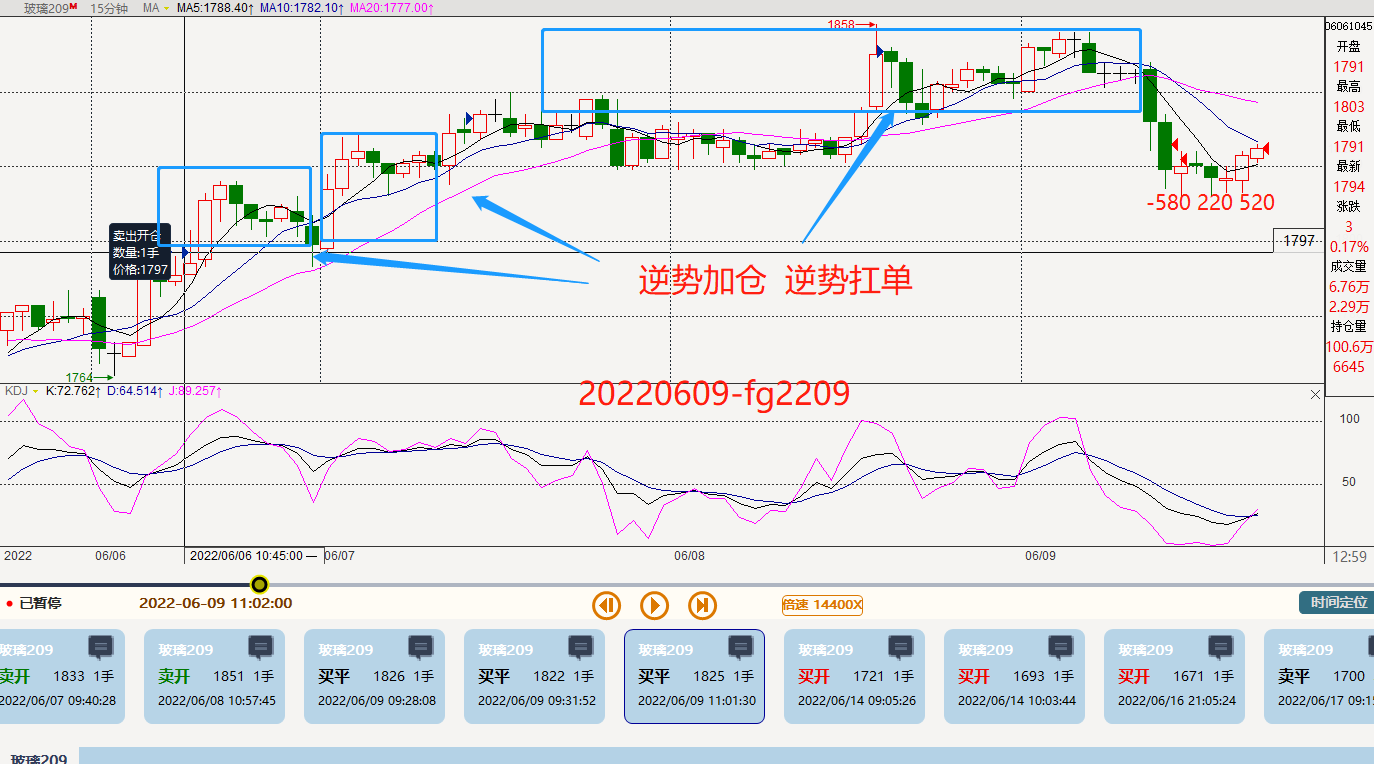 玻璃209M 15分钟 MA MA5:1788.40↑ MA10:1782.10↑ MA20:1777.00↑
06061045
开盘
1791
最高
1803
最低
1791
最新
1794
涨跌
3
0.17%
成交量
6.76万
2.29万
持仓量
100.6万
6645
1858
卖出开仓
数量:1手
价格:1797
-580 220 520
1797
逆势加仓 逆势扛单
1764
KDJ K:72.762↑ D:64.514↑ J:89.257↑
20220609-fg2209
100
50
2022 06/06 2022/06/06 10:45:00 — 06/07 06/08 06/09 12:59
已暂停 2022-06-09 11:02:00 倍速 14400X 时间定位
玻璃209 玻璃209 玻璃209 玻璃209 玻璃209 玻璃209 玻璃209 玻璃209 玻璃209
卖开 1833 1手 卖开 1851 1手 买平 1826 1手 买平 1822 1手 买平 1825 1手 买开 1721 1手 买开 1693 1手 买开 1671 1手 卖平 1700
2022/06/07 09:40:28 2022/06/08 10:57:45 2022/06/09 09:28:08 2022/06/09 09:31:52 2022/06/09 11:01:30 2022/06/14 09:05:26 2022/06/14 10:03:44 2022/06/16 21:05:24 2022/06/17 09:1
玻璃209